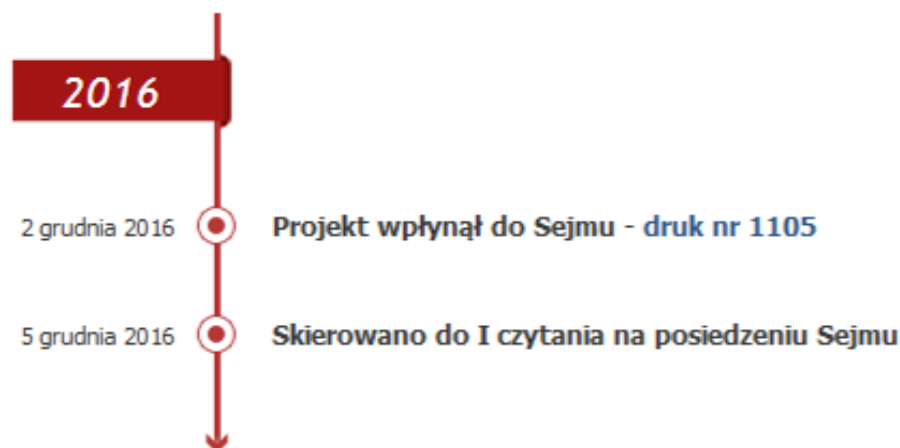 2016
2 grudnia 2016 Projekt wpłynął do Sejmu - druk nr 1105
5 grudnia 2016 Skierowano do I czytania na posiedzeniu Sejmu